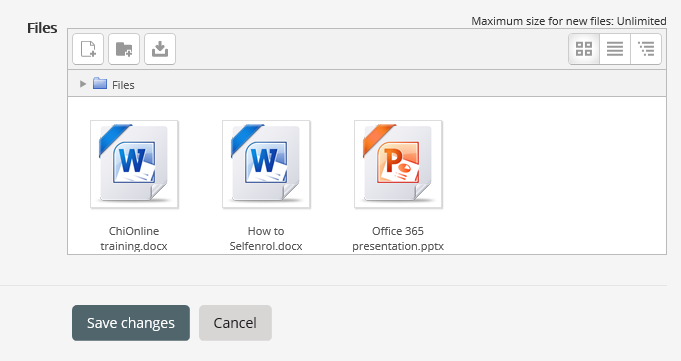 Maximum size for new files: Unlimited
Files
Files
W
W
P
ChiOnline
training.docx
How to
Selfenrol.docx
Office 365
presentation.pptx
Save changes
Cancel